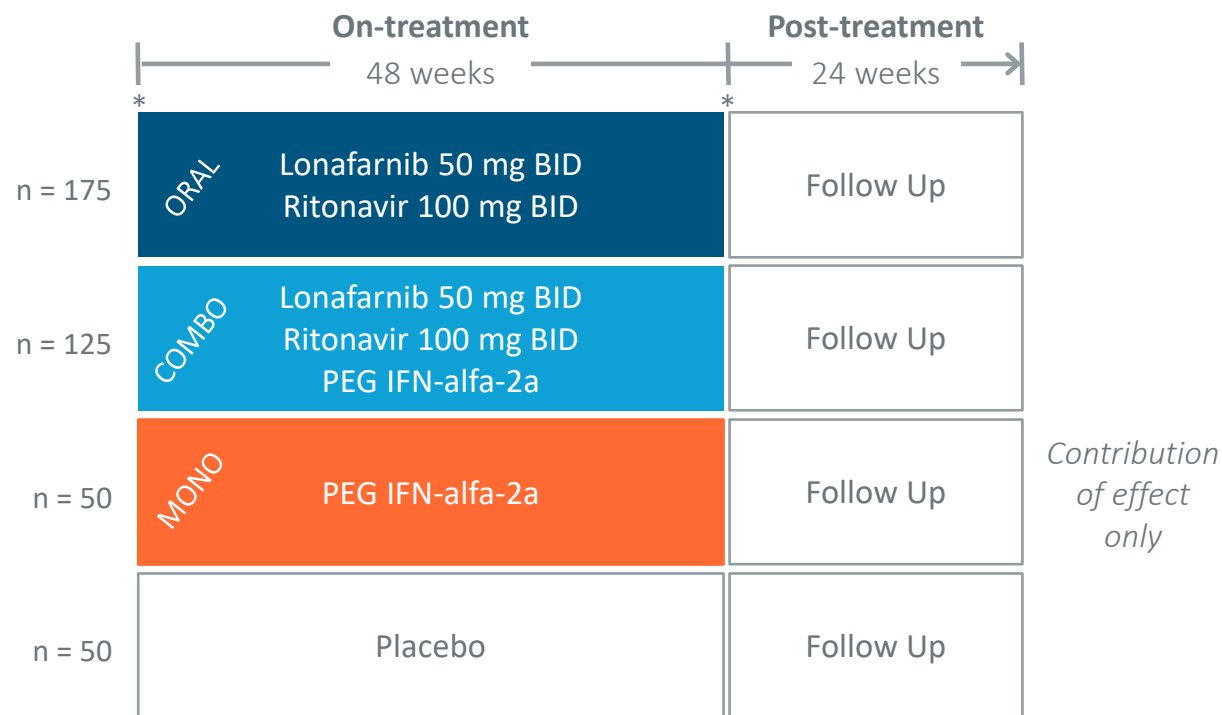 On-treatment
Post-treatment
48 weeks
24 weeks
*
*
n = 175
ORAL
Lonafarnib 50 mg BID
Ritonavir 100 mg BID
Follow Up
n = 125
COMBO
Lonafarnib 50 mg BID
Ritonavir 100 mg BID
PEG IFN-alfa-2a
Follow Up
n = 50
MONO
PEG IFN-alfa-2a
Follow Up
Contribution
of effect
only
n = 50
Placebo
Follow Up